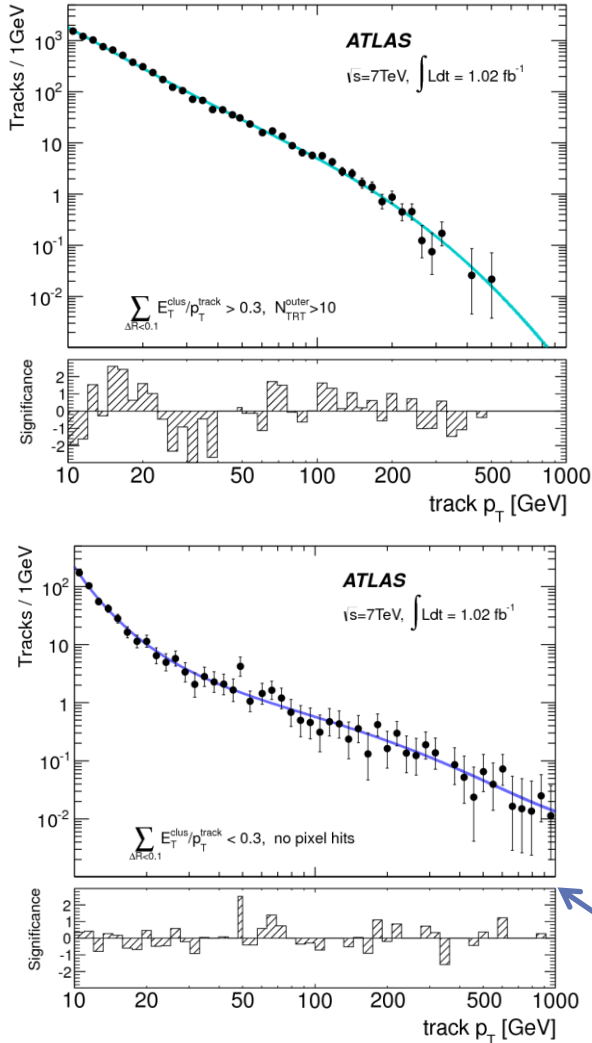 Tracks / 1GeV
10³
10²
10
1
10⁻¹
10⁻²
ATLAS
√s=7TeV, ∫Ldt = 1.02 fb⁻¹
∑ΔR<0.1 E_T^clus/p_T^track > 0.3, N_TRT^outer>10
Significance
2
1
0
-1
-2
10 20 100 200 1000
track p_T [GeV]
Tracks / 1GeV
10²
10
1
10⁻¹
10⁻²
ATLAS
√s=7TeV, ∫Ldt = 1.02 fb⁻¹
∑ΔR<0.1 E_T^clus/p_T^track < 0.3, no pixel hits
Significance
2
1
0
-1
-2
10 20 30 40 50 100 200 300 500 1000
track p_T [GeV]